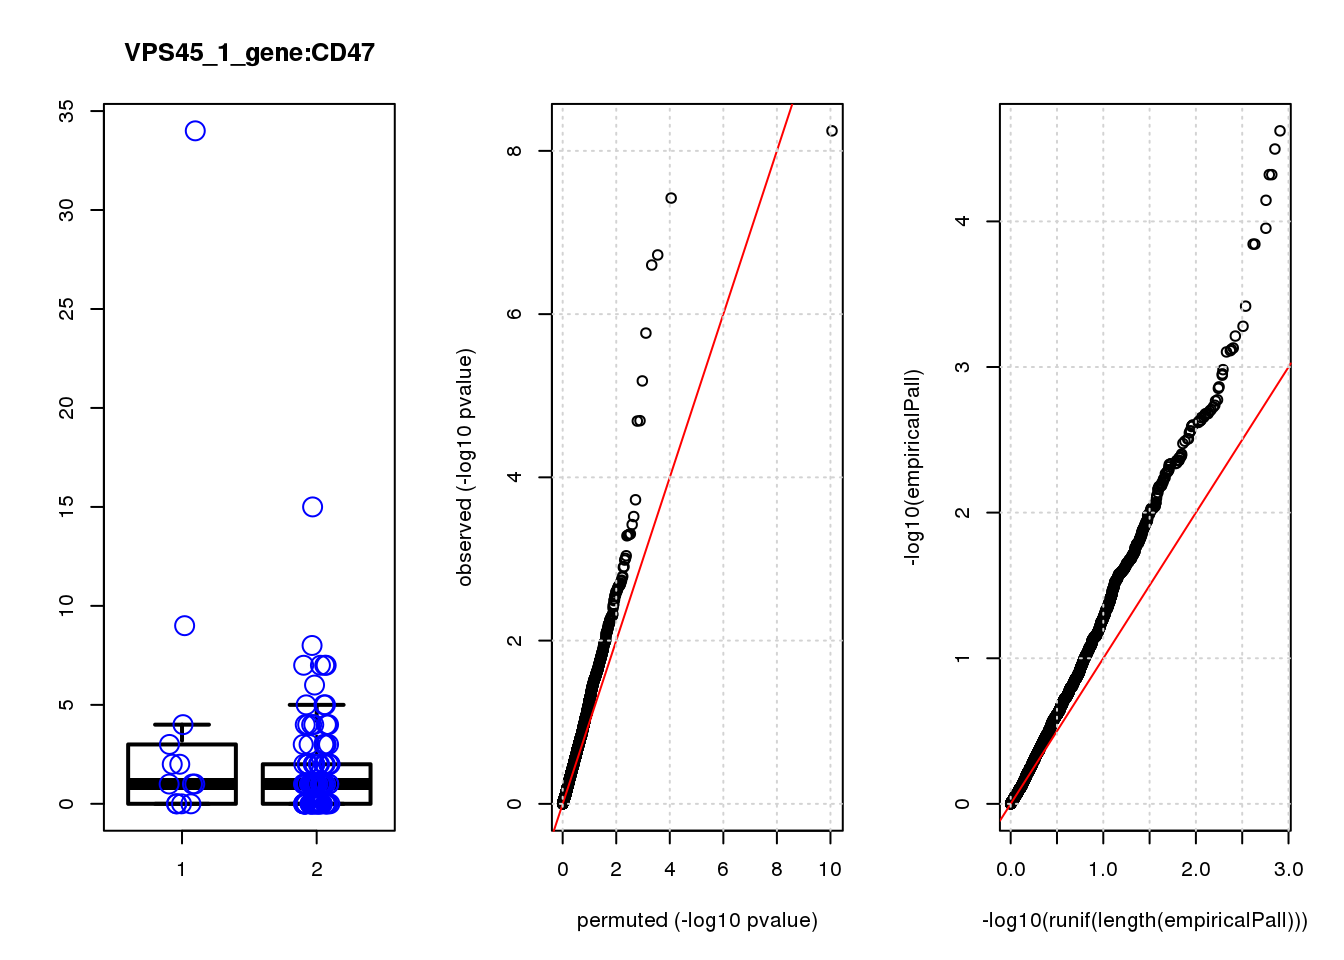 VPS45_1_gene:CD47
35
30
25
20
15
10
5
0
1 2
observed (-log10 pvalue)
8
6
4
2
0
0 2 4 6 8 10
permuted (-log10 pvalue)
-log10(empiricalPall)
4
3
2
1
0
0.0 1.0 2.0 3.0
-log10(runif(length(empiricalPall)))